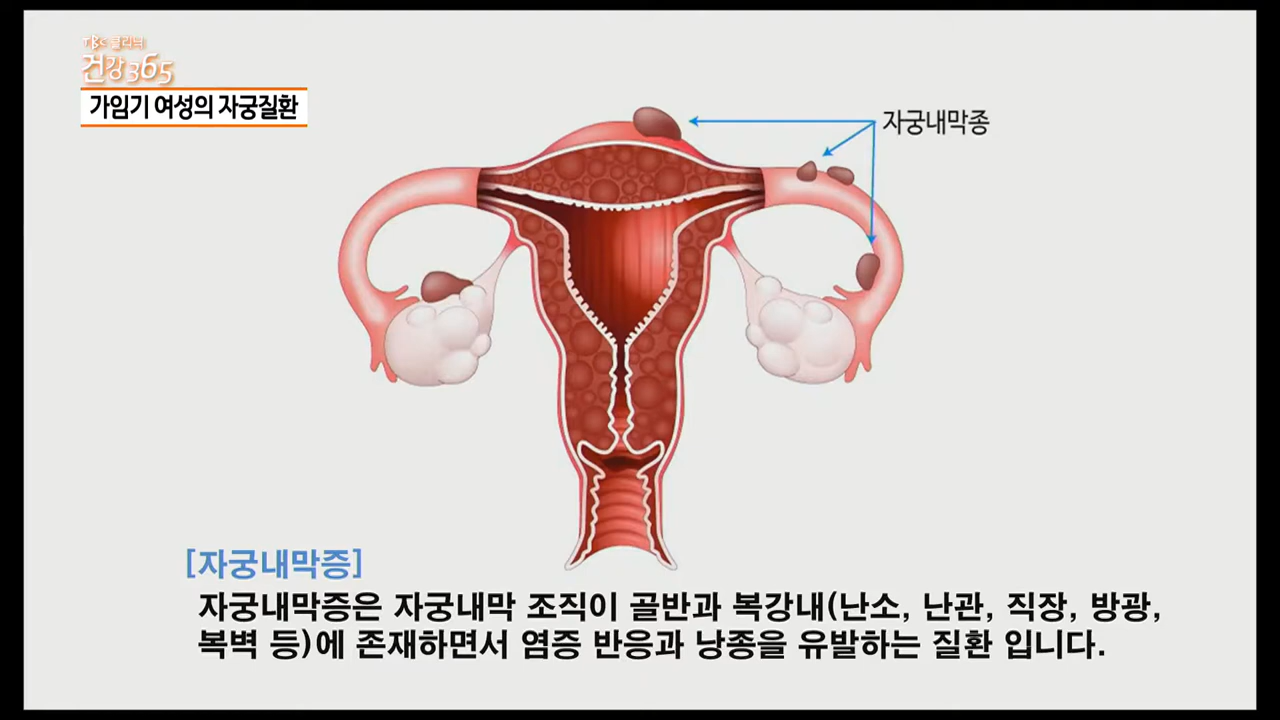 TBC 클리닉
건강365
가임기 여성의 자궁질환
자궁내막종
[자궁내막증]
자궁내막증은 자궁내막 조직이 골반과 복강내(난소, 난관, 직장, 방광,
복벽 등)에 존재하면서 염증 반응과 낭종을 유발하는 질환 입니다.